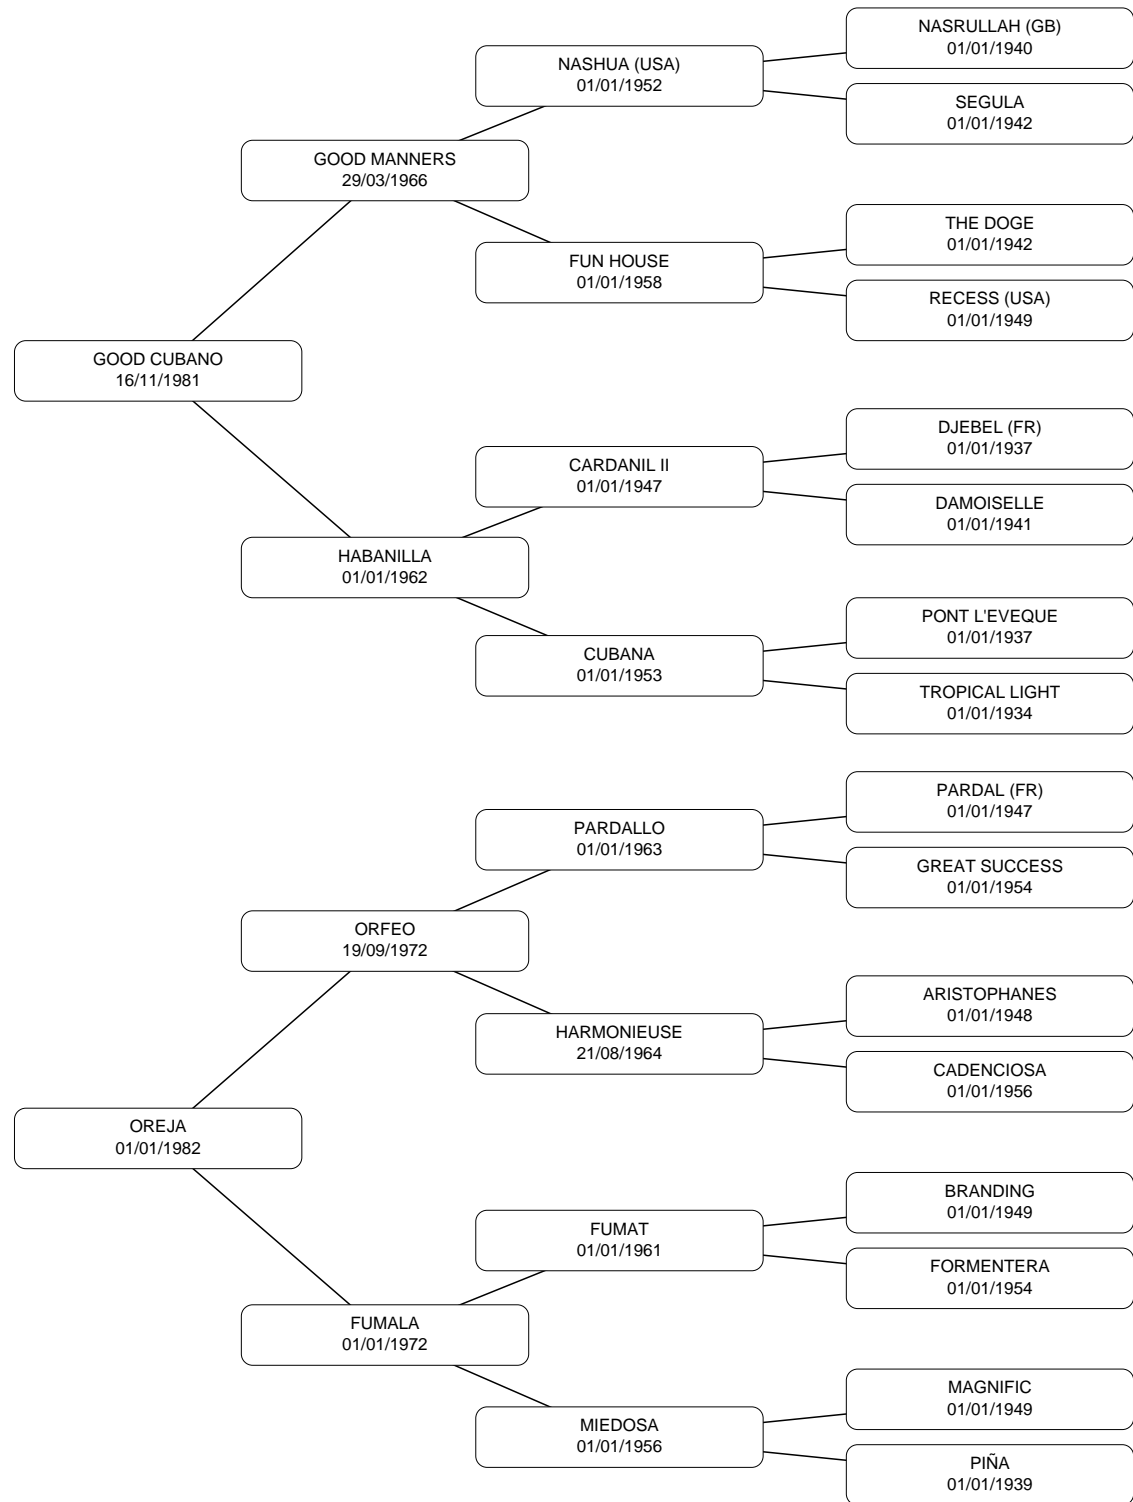 NASRULLAH (GB)
01/01/1940
NASHUA (USA)
01/01/1952
SEGULA
01/01/1942
GOOD MANNERS
29/03/1966
THE DOGE
01/01/1942
FUN HOUSE
01/01/1958
RECESS (USA)
01/01/1949
GOOD CUBANO
16/11/1981
DJEBEL (FR)
01/01/1937
CARDANIL II
01/01/1947
DAMOISELLE
01/01/1941
HABANILLA
01/01/1962
PONT L'EVEQUE
01/01/1937
CUBANA
01/01/1953
TROPICAL LIGHT
01/01/1934
PARDAL (FR)
01/01/1947
PARDALLO
01/01/1963
GREAT SUCCESS
01/01/1954
ORFEO
19/09/1972
ARISTOPHANES
01/01/1948
HARMONIEUSE
21/08/1964
CADENCIOSA
01/01/1956
OREJA
01/01/1982
BRANDING
01/01/1949
FUMAT
01/01/1961
FORMENTERA
01/01/1954
FUMALA
01/01/1972
MAGNIFIC
01/01/1949
MIEDOSA
01/01/1956
PIÑA
01/01/1939